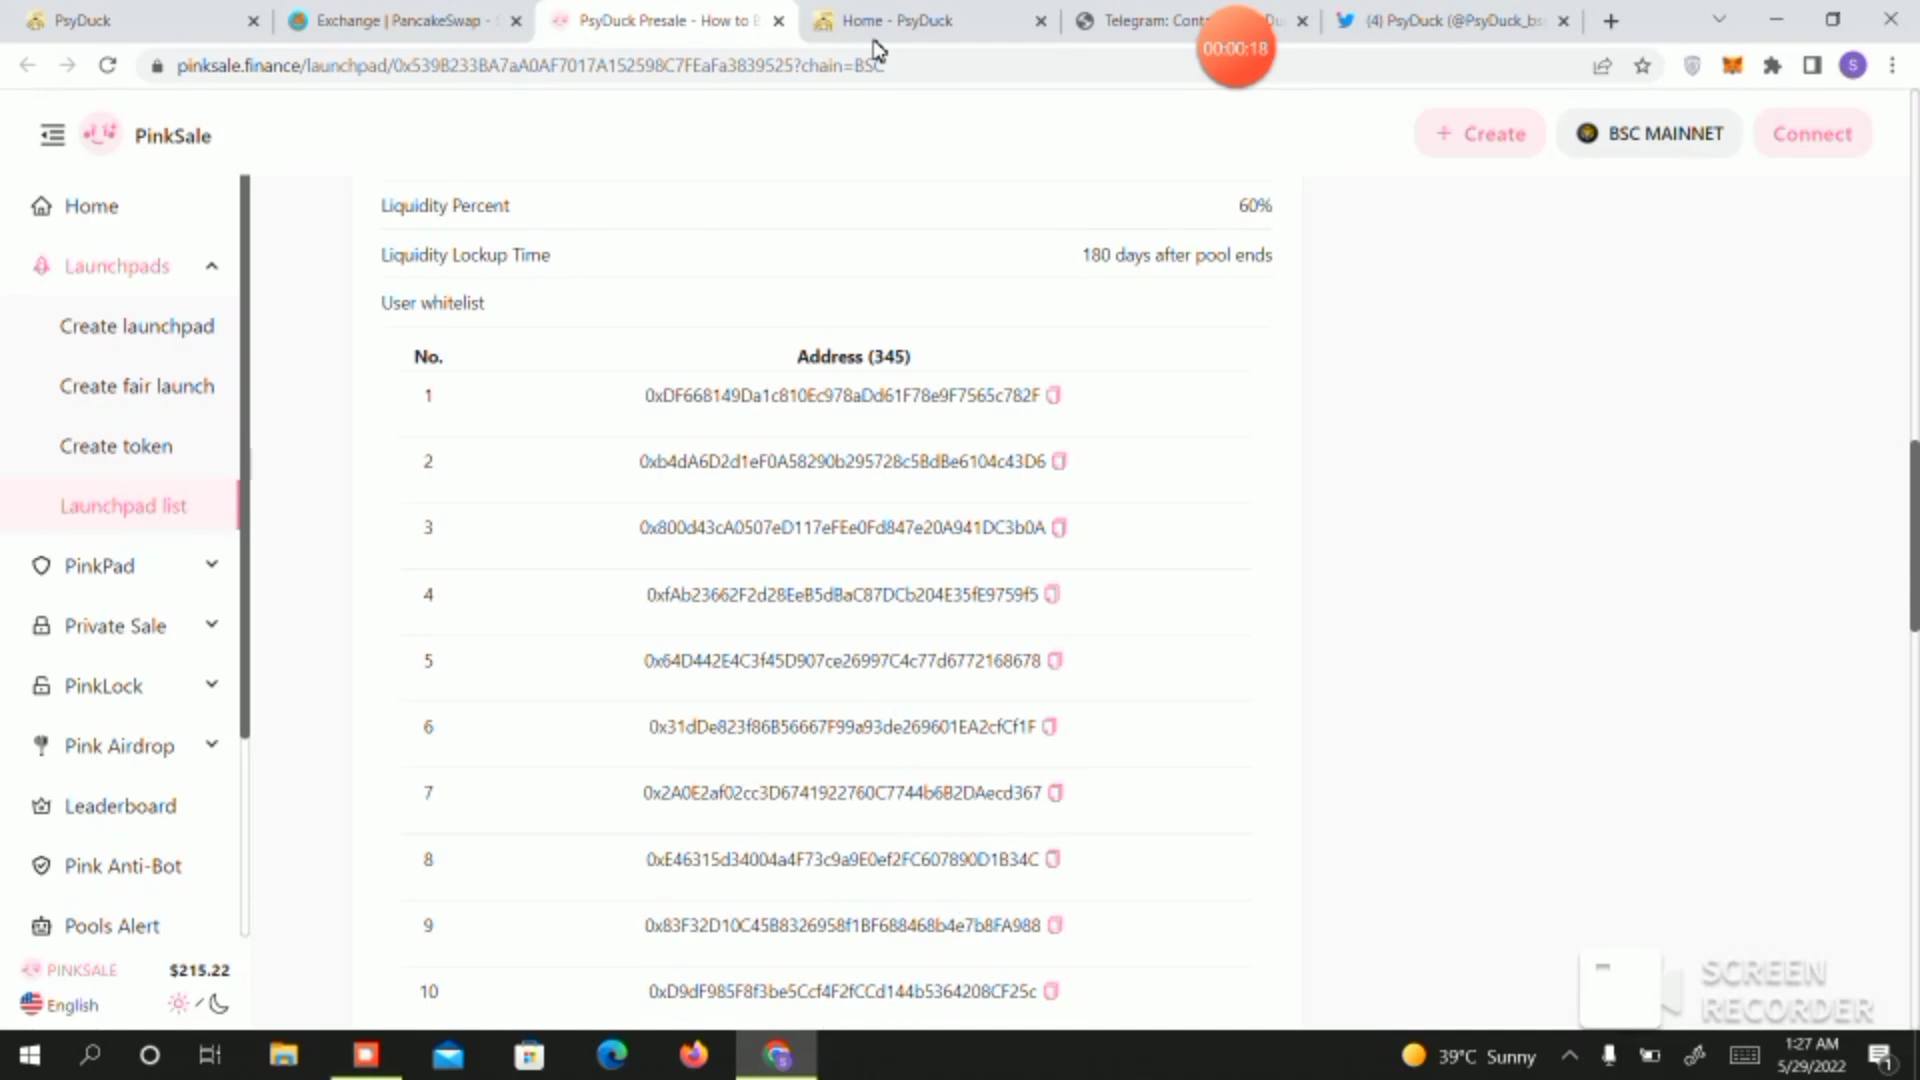 PsyDuck
Exchange | PancakeSwap -
PsyDuck Presale - How to B
Home - PsyDuck
Telegram: Conta
Du
(4) PsyDuck (@PsyDuck_bs
00:00:18
pinksale.finance/launchpad/0x539B233BA7aA0AF7017A152598C7FEaFa3839525?chain=BSC
S
PinkSale
+ Create
BSC MAINNET
Connect
Home
Launchpads
Create launchpad
Create fair launch
Create token
Launchpad list
PinkPad
Private Sale
PinkLock
Pink Airdrop
Leaderboard
Pink Anti-Bot
Pools Alert
PINKSALE $215.22
English
Liquidity Percent 60%
Liquidity Lockup Time 180 days after pool ends
User whitelist
No. Address (345)
1 0xDF668149Da1c810Ec978aDd61F78e9F7565c782F
2 0xb4dA6D2d1eF0A58290b295728c5BdBe6104c43D6
3 0x800d43cA0507eD117eFEe0Fd847e20A941DC3b0A
4 0xfAb23662F2d28EeB5dBaC87DCb204E35fE9759f5
5 0x64D442E4C3f45D907ce26997C4c77d6772168678
6 0x31dDe823f86B56667F99a93de269601EA2cfCf1F
7 0x2A0E2af02cc3D6741922760C7744b6B2DAecd367
8 0xE46315d34004a4F73c9a9E0ef2FC607890D1B34C
9 0x83F32D10C45B8326958f1BF688468b4e7b8FA988
10 0xD9dF985F8f3be5Ccf4F2fCCd144b5364208CF25c
SCREEN
RECORDER
39°C Sunny
1:27 AM
5/29/2022
1